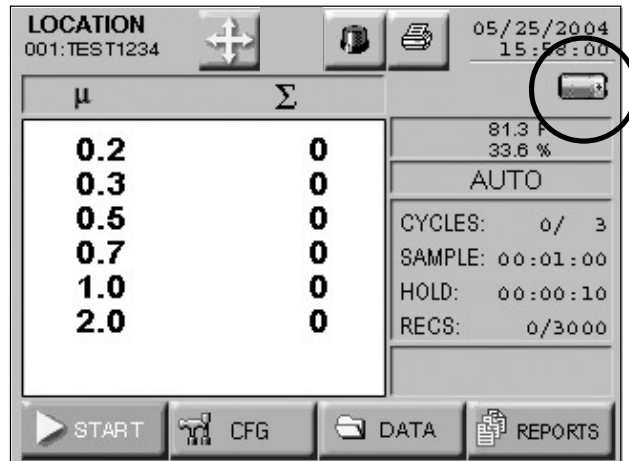 LOCATION
001:TEST1234
05/25/2004
15:58:00
μ Σ
81.3 F
33.6 %
0.2 0
0.3 0
0.5 0
0.7 0
1.0 0
2.0 0
AUTO
CYCLES: 0/ 3
SAMPLE: 00:01:00
HOLD: 00:00:10
RECS: 0/3000
START CFG DATA REPORTS